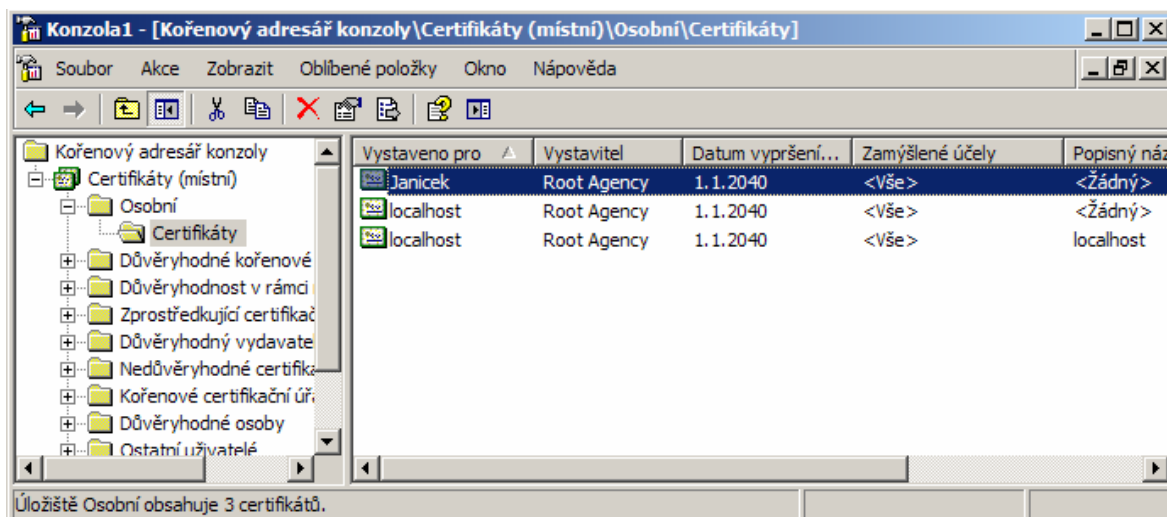 Konzola1 - [Kořenový adresář konzoly\Certifikáty (místní)\Osobní\Certifikáty]
Soubor Akce Zobrazit Oblíbené položky Okno Nápověda
Kořenový adresář konzoly
Certifikáty (místní)
Osobní
Certifikáty
Důvěryhodné kořenové
Důvěryhodnost v rámci
Zprostředkující certifikač
Důvěryhodný vydavate
Nedůvěryhodné certifika
Kořenové certifikační úřa
Důvěryhodné osoby
Ostatní uživatelé
Vystaveno pro Vystavitel Datum vypršení... Zamýšlené účely Popisný náz
Janicek Root Agency 1.1.2040 <Vše> <Žádný>
localhost Root Agency 1.1.2040 <Vše> <Žádný>
localhost Root Agency 1.1.2040 <Vše> localhost
Úložiště Osobní obsahuje 3 certifikátů.